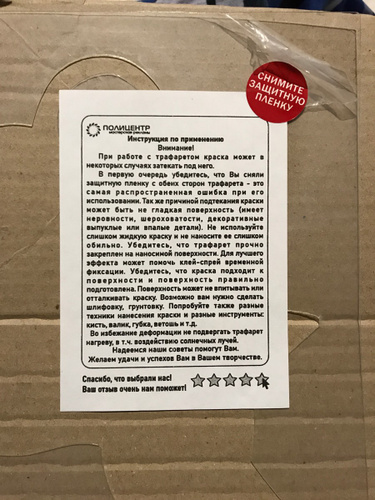 СНИМИТЕ
ЗАЩИТНУЮ
ПЛЕНКУ
ПОЛИЦЕНТР
мастерская рекламы
Инструкция по применению
Внимание!
При работе с трафаретом краска может в
некоторых случаях затекать под него.
В первую очередь убедитесь, что Вы сняли
защитную пленку с обеих сторон трафарета - это
самая распространенная ошибка при его
использовании. Так же причиной подтекания краски
может быть не гладкая поверхность (имеет
неровности, шероховатости, декоративные
выпуклые или впалые детали). Не используйте
слишком жидкую краску и не наносите ее слишком
обильно. Убедитесь, что трафарет прочно
закреплен на наносимой поверхности. Для лучшего
эффекта может помочь клей-спрей временной
фиксации. Убедитесь, что краска подходит к
поверхности и поверхность правильно
подготовлена. Поверхность может не впитывать или
отталкивать краску. Возможно вам нужно сделать
шлифовку, грунтовку. Попробуйте также разные
техники нанесения краски и разные инструменты:
кисть, валик, губка, ветошь и т.д.
Во избежание деформации не подвергать трафарет
нагреву, в т.ч. воздействию солнечных лучей.
Надеемся наши советы помогут Вам.
Желаем удачи и успехов Вам в Вашем творчестве.
Спасибо, что выбрали нас!
Ваш отзыв очень нам поможет!